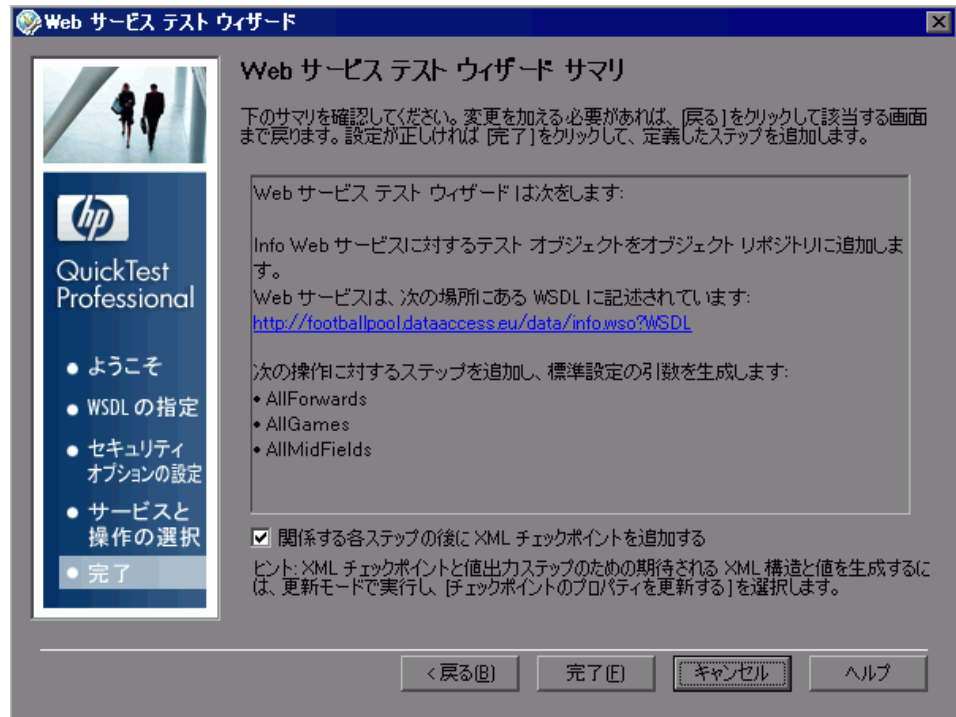 Web サービス テスト ウィザード
Web サービス テスト ウィザード サマリ
下のサマリを確認してください。変更を加える必要があれば、[戻る]をクリックして該当する画面
まで戻ります。設定が正しければ [完了]をクリックして、定義したステップを追加します。
Web サービス テスト ウィザード は次をします:
Info Web サービスに対するテスト オブジェクトをオブジェクト リポジトリに追加しま
す。
Web サービスは、次の場所にある WSDL に記述されています:
http://footballpool.dataaccess.eu/data/info.wso?WSDL
次の操作に対するステップを追加し、標準設定の引数を生成します:
• AllForwards
• AllGames
• AllMidFields
hp
QuickTest
Professional
• ようこそ
• WSDL の指定
• セキュリティ
オプションの設定
• サービスと
操作の選択
• 完了
関係する各ステップの後に XML チェックポイントを追加する
ヒント: XML チェックポイントと値出力ステップのための期待される XML 構造と値を生成するに
は、更新モードで実行し、[チェックポイントのプロパティを更新する]を選択します。
< 戻る(B)
完了(F)
キャンセル
ヘルプ